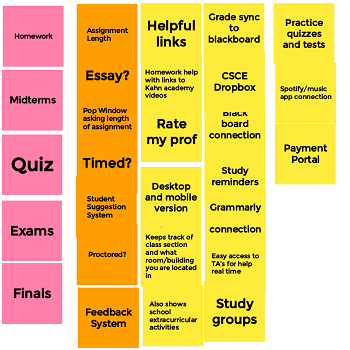 Homework
Midterms
Quiz
Exams
Finals
Assignment
Length
Essay?
Pop Window
asking length
of assignment
Timed?
Student
Suggestion
System
Proctored?
Feedback
System
Helpful
links
Homework help
with links to
Kahn academy
videos
Rate
my prof
Desktop
and mobile
version
Keeps track of
class section
and what
room/building
you are located
in
Also shows
school
extracurricular
activities
Grade sync
to
blackboard
CSCE
Dropbox
Black
board
connection
Study
reminders
Grammarly
connection
Easy access to
TA's for help
real time
Study
groups
Practice
quizzes
and tests
Spotify/music
app connection
Payment
Portal